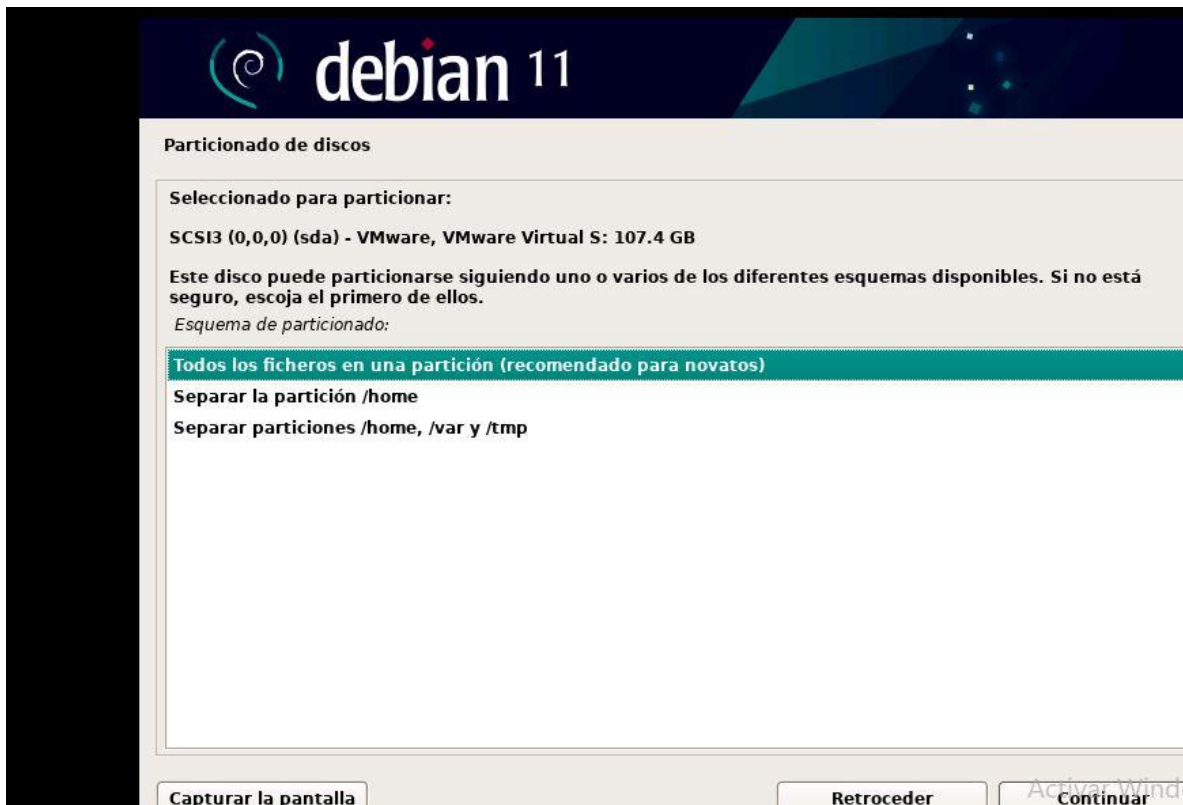 debian 11
Particionado de discos
Seleccionado para particionar:
SCSI3 (0,0,0) (sda) - VMware, VMware Virtual S: 107.4 GB
Este disco puede particionarse siguiendo uno o varios de los diferentes esquemas disponibles. Si no está
seguro, escoja el primero de ellos.
Esquema de particionado:
Todos los ficheros en una partición (recomendado para novatos)
Separar la partición /home
Separar particiones /home, /var y /tmp
Activar Wind
Capturar la pantalla Retroceder Continuar